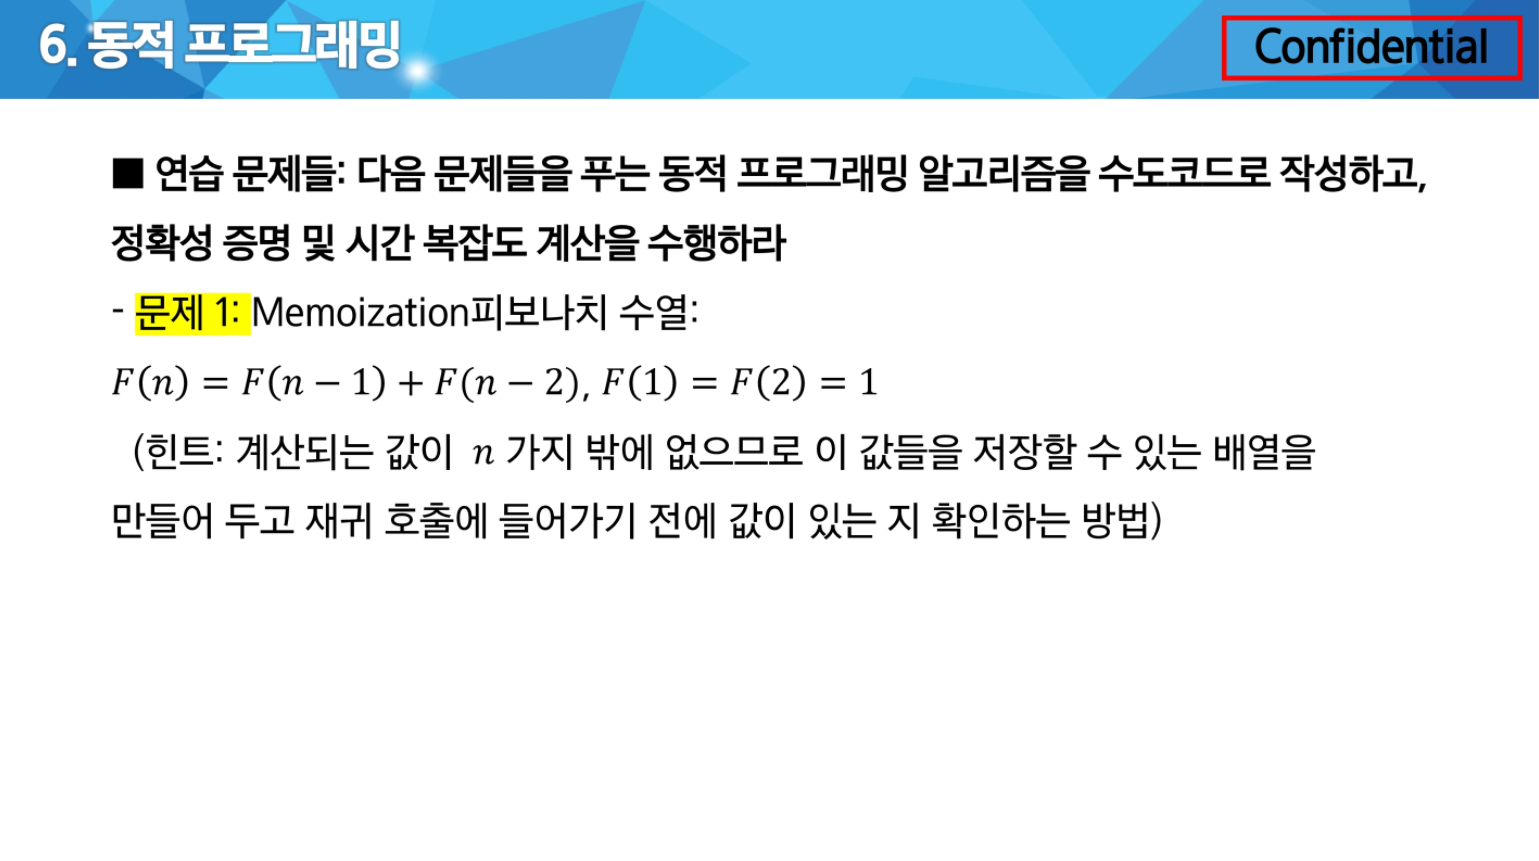 6. 동적 프로그래밍
Confidential
■ 연습 문제들: 다음 문제들을 푸는 동적 프로그래밍 알고리즘을 수도코드로 작성하고,
정확성 증명 및 시간 복잡도 계산을 수행하라
- 문제 1: Memoization피보나치 수열:
F(n) = F(n − 1) + F(n − 2), F(1) = F(2) = 1
(힌트: 계산되는 값이 n 가지 밖에 없으므로 이 값들을 저장할 수 있는 배열을
만들어 두고 재귀 호출에 들어가기 전에 값이 있는 지 확인하는 방법)